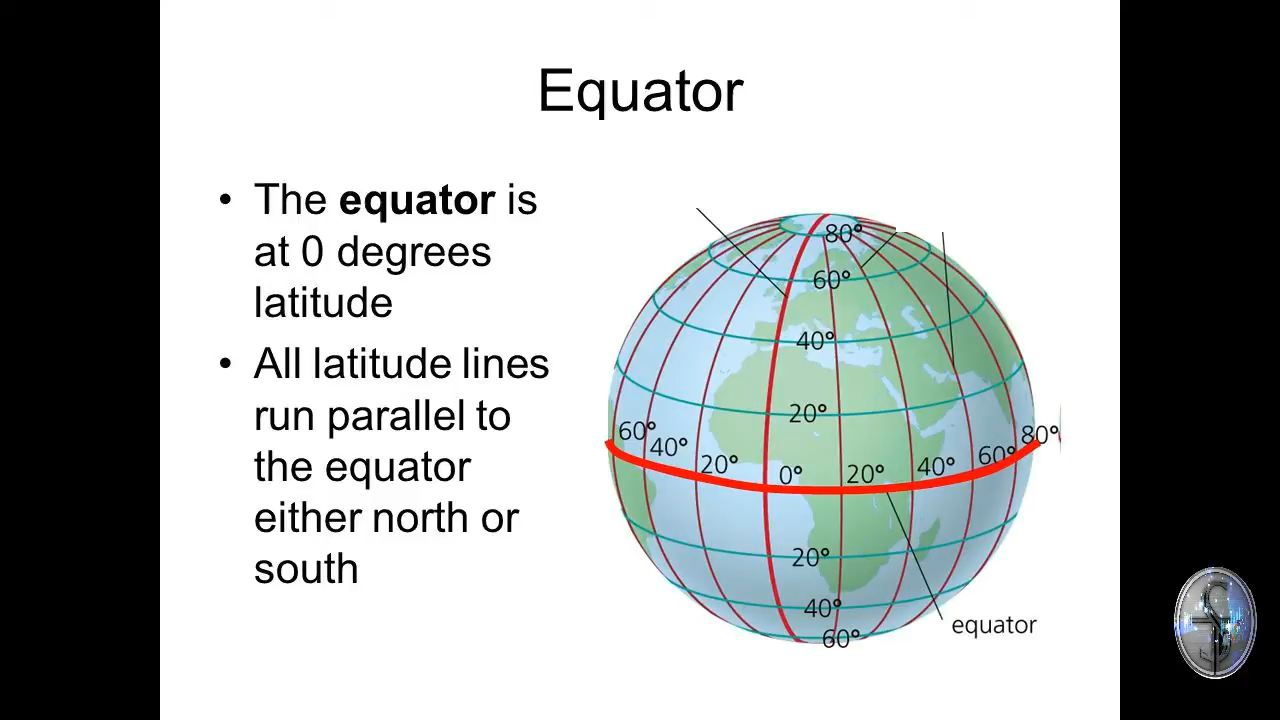 Equator
• The equator is
at 0 degrees
latitude
• All latitude lines
run parallel to
the equator
either north or
south
80°
60°
40°
20°
60° 40° 20° 0° 20° 40° 60° 80°
20°
40°
60°
equator